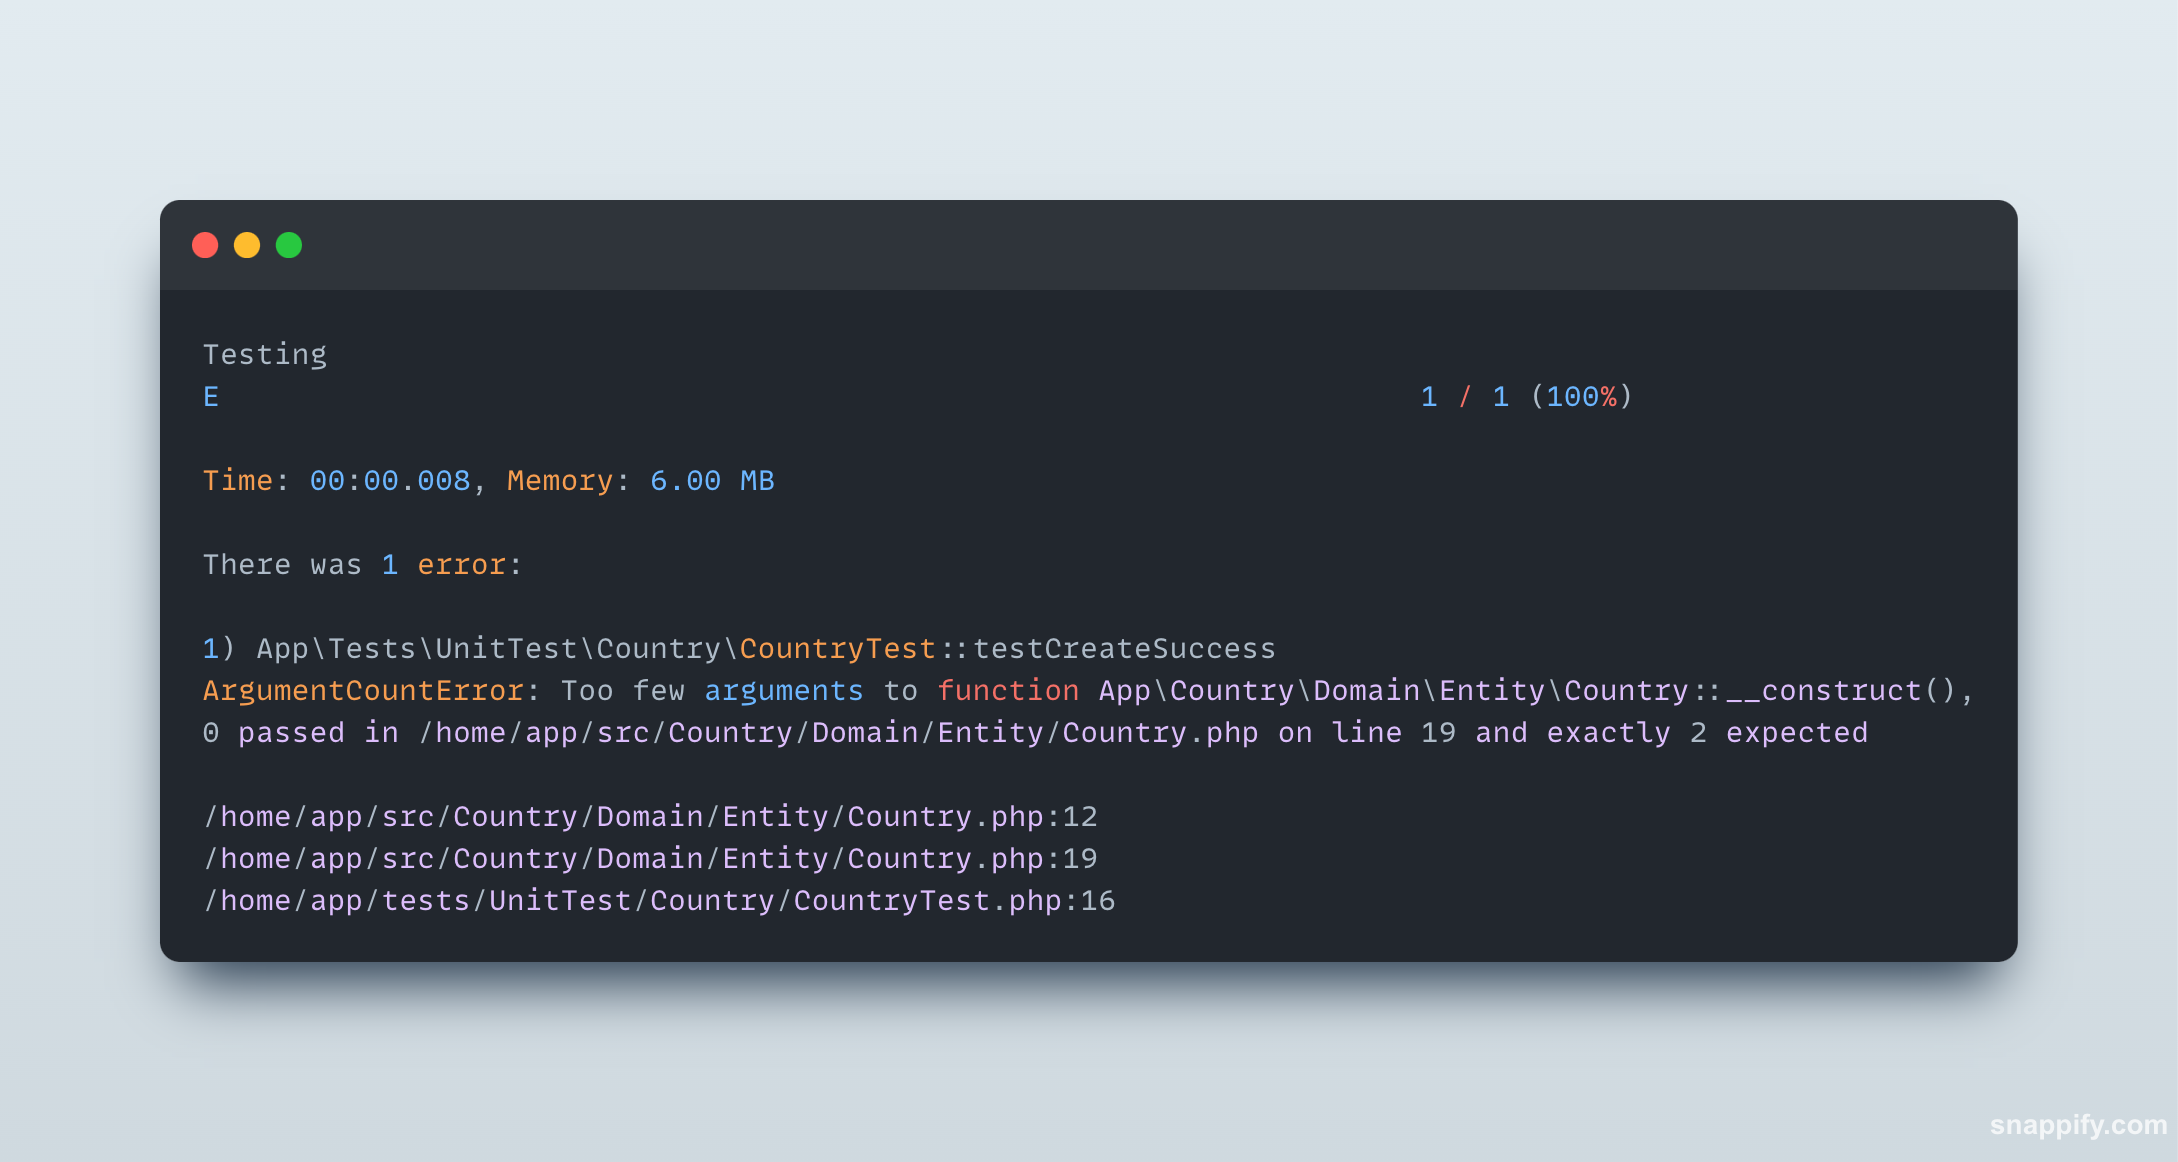 Testing
E 1 / 1 (100%)
Time: 00:00.008, Memory: 6.00 MB
There was 1 error:
1) App\Tests\UnitTest\Country\CountryTest::testCreateSuccess
ArgumentCountError: Too few arguments to function App\Country\Domain\Entity\Country::__construct(),
0 passed in /home/app/src/Country/Domain/Entity/Country.php on line 19 and exactly 2 expected
/home/app/src/Country/Domain/Entity/Country.php:12
/home/app/src/Country/Domain/Entity/Country.php:19
/home/app/tests/UnitTest/Country/CountryTest.php:16
snappify.com